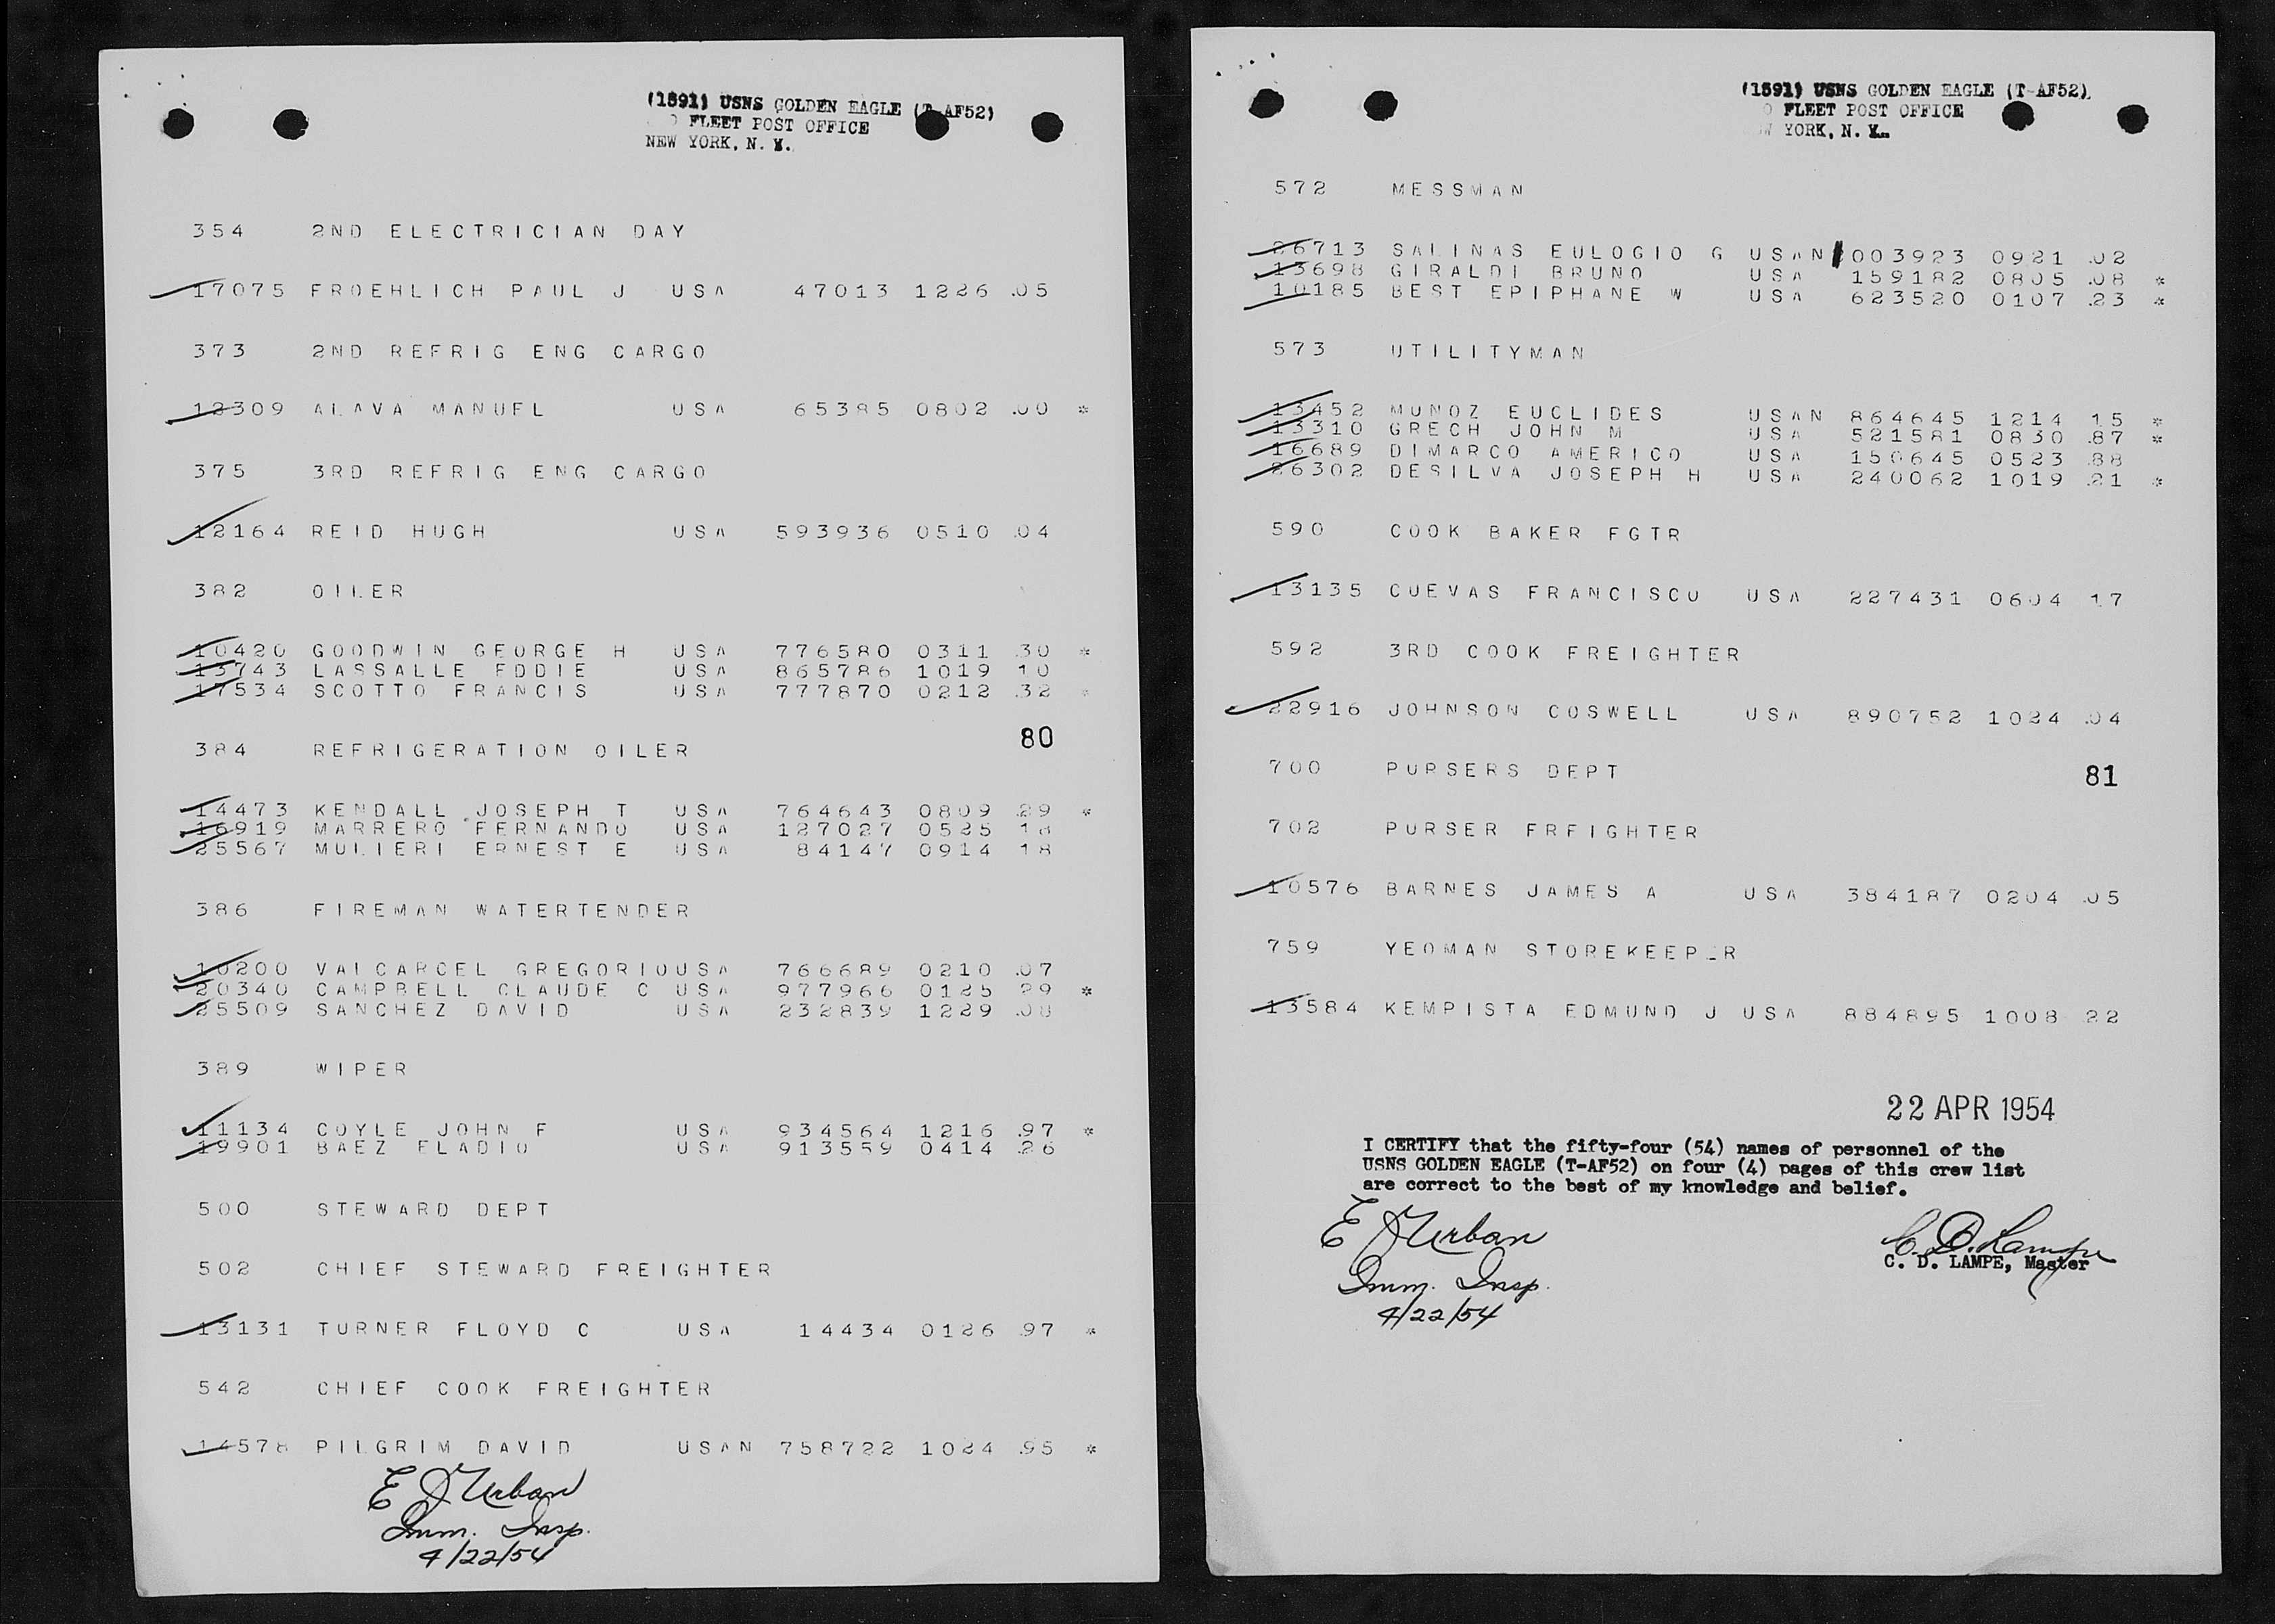 (1891) USNS GOLDEN EAGLE (T-AF52)
FLEET POST OFFICE
NEW YORK, N. Y.
354 2ND ELECTRICIAN DAY
17075 FROEHLICH PAUL J USA 47013 1226 .05
373 2ND REFRIG ENG CARGO
12309 ALAVA MANUEL USA 65385 0802 .00 *
375 3RD REFRIG ENG CARGO
12164 REID HUGH USA 593936 0510 .04
382 OILER
10420 GOODWIN GEORGE H USA 776580 0311 .30 *
13743 LASSALLE EDDIE USA 865786 1019 10
17534 SCOTTO FRANCIS USA 777870 0212 .32 *
80
384 REFRIGERATION OILER
14473 KENDALL JOSEPH T USA 764643 0809 .29 *
16919 MARRERO FERNANDO USA 127027 0525 18
25567 MULIERI ERNEST E USA 84147 0914 18
386 FIREMAN WATERTENDER
10200 VALCARCEL GREGORIOUSA 766689 0210 .07
20340 CAMPBELL CLAUDE C USA 977966 0125 29 *
25509 SANCHEZ DAVID USA 232839 1229 .08
389 WIPER
11134 COYLE JOHN F USA 934564 1216 .97 *
19901 BAEZ ELADIO USA 913559 0414 .26
500 STEWARD DEPT
502 CHIEF STEWARD FREIGHTER
13131 TURNER FLOYD C USA 14434 0126 .97 *
542 CHIEF COOK FREIGHTER
14578 PILGRIM DAVID USAN 758722 1024 .95 *
E J Urban
Imm. Insp.
4/22/54
(1891) USNS GOLDEN EAGLE (T-AF52)
O FLEET POST OFFICE
W YORK, N. Y.
572 MESSMAN
26713 SALINAS EULOGIO G USAN 003923 0921 .02
13698 GIRALDI BRUNO USA 159182 0805 .08 *
10185 BEST EPIPHANE W USA 623520 0107 .23 *
573 UTILITYMAN
13452 MUNOZ EUCLIDES USAN 864645 1214 15 *
13310 GRECH JOHN M USA 521581 0830 .87 *
16689 DIMARCO AMERICO USA 150645 0523 .88
26302 DESILVA JOSEPH H USA 240062 1019 .21 *
590 COOK BAKER FGTR
13135 CUEVAS FRANCISCO USA 227431 0604 17
592 3RD COOK FREIGHTER
22916 JOHNSON COSWELL USA 890752 1024 .04
700 PURSERS DEPT
81
702 PURSER FREIGHTER
10576 BARNES JAMES A USA 384187 0204 .05
759 YEOMAN STOREKEEPER
13584 KEMPISTA EDMUND J USA 884895 1008 22
22 APR 1954
I CERTIFY that the fifty-four (54) names of personnel of the
USNS GOLDEN EAGLE (T-AF52) on four (4) pages of this crew list
are correct to the best of my knowledge and belief.
E J Urban
Imm. Insp.
4/22/54
C. D. Lampe
C. D. LAMPE, Master